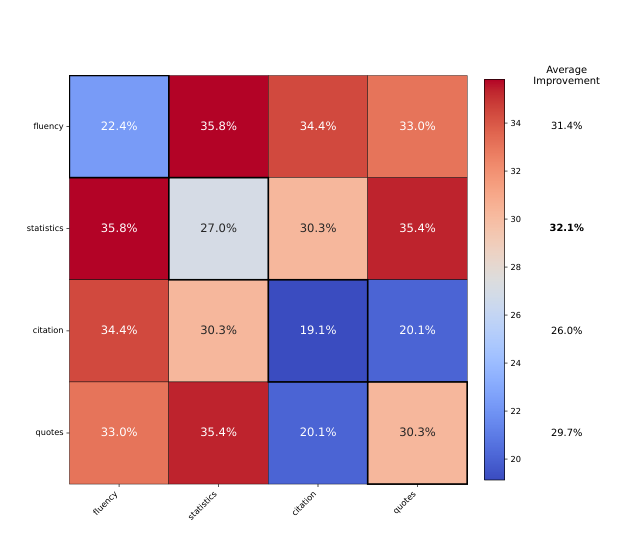 Average
Improvement
fluency 22.4% 35.8% 34.4% 33.0% 34 31.4%
32
statistics 35.8% 27.0% 30.3% 35.4% 30 32.1%
28
citation 34.4% 30.3% 19.1% 20.1% 26 26.0%
24
22
quotes 33.0% 35.4% 20.1% 30.3% 29.7%
20
fluency statistics citation quotes